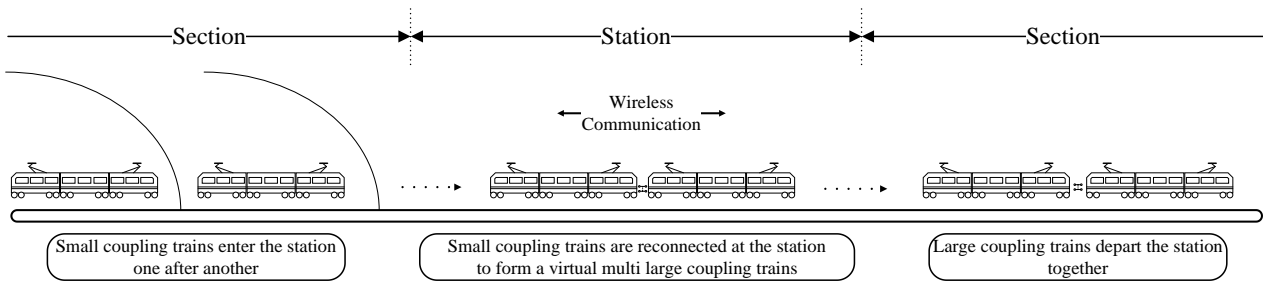 Section
Station
Section
Wireless
Communication
Small coupling trains enter the station
one after another
Small coupling trains are reconnected at the station
to form a virtual multi large coupling trains
Large coupling trains depart the station
together